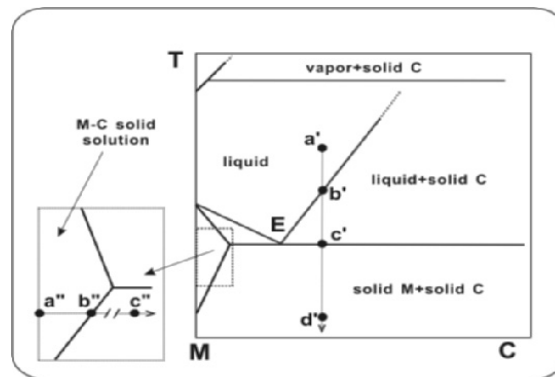 T
vapor+solid C
M-C solid
solution
a'
liquid
liquid+solid C
b'
E
c'
a"
b"
c"
solid M+solid C
d'
M
C